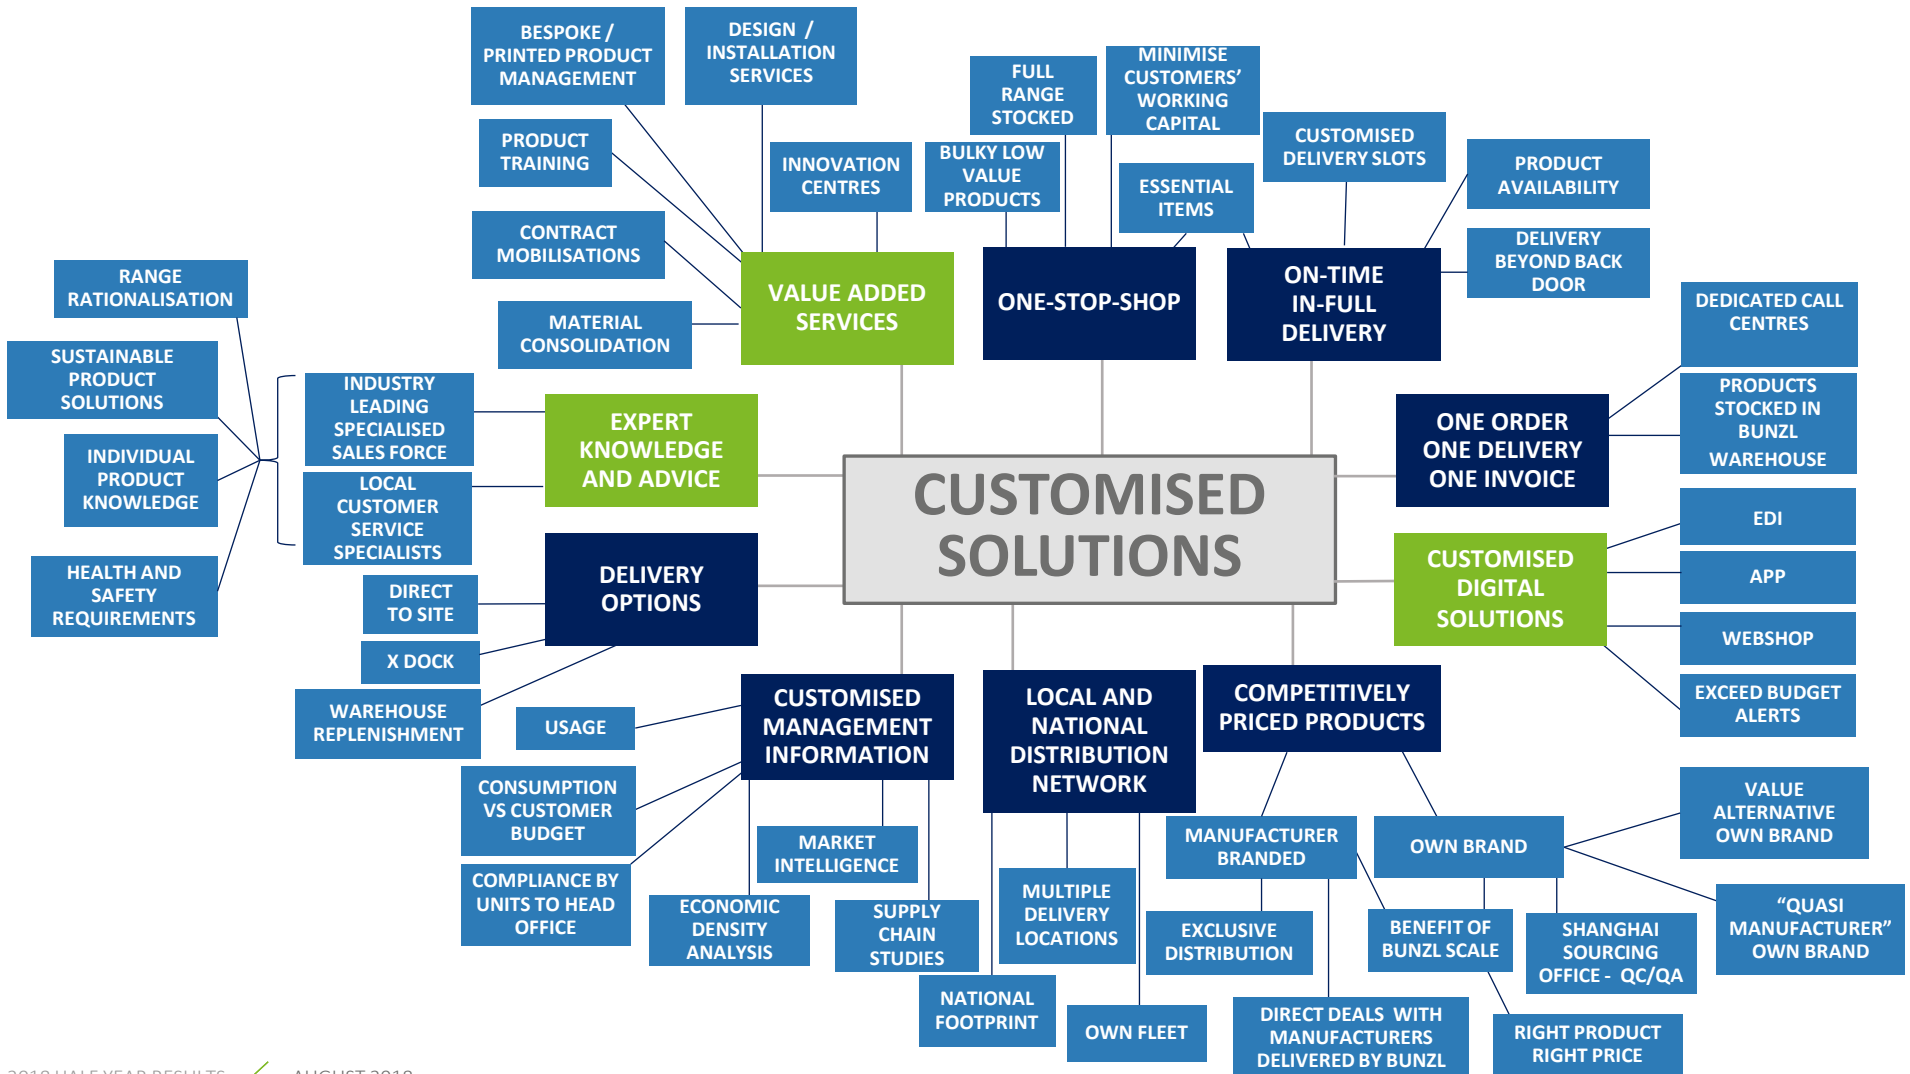 BESPOKE /
PRINTED PRODUCT
MANAGEMENT
DESIGN /
INSTALLATION
SERVICES
PRODUCT
TRAINING
INNOVATION
CENTRES
CONTRACT
MOBILISATIONS
MATERIAL
CONSOLIDATION
VALUE ADDED
SERVICES
FULL
RANGE
STOCKED
MINIMISE
CUSTOMERS’
WORKING
CAPITAL
BULKY LOW
VALUE
PRODUCTS
ESSENTIAL
ITEMS
ONE-STOP-SHOP
CUSTOMISED
DELIVERY SLOTS
PRODUCT
AVAILABILITY
DELIVERY
BEYOND BACK
DOOR
ON-TIME
IN-FULL
DELIVERY
DEDICATED CALL
CENTRES
PRODUCTS
STOCKED IN
BUNZL
WAREHOUSE
ONE ORDER
ONE DELIVERY
ONE INVOICE
RANGE
RATIONALISATION
SUSTAINABLE
PRODUCT
SOLUTIONS
INDIVIDUAL
PRODUCT
KNOWLEDGE
HEALTH AND
SAFETY
REQUIREMENTS
INDUSTRY
LEADING
SPECIALISED
SALES FORCE
LOCAL
CUSTOMER
SERVICE
SPECIALISTS
EXPERT
KNOWLEDGE
AND ADVICE
CUSTOMISED
SOLUTIONS
EDI
APP
WEBSHOP
EXCEED BUDGET
ALERTS
CUSTOMISED
DIGITAL
SOLUTIONS
DELIVERY
OPTIONS
DIRECT
TO SITE
X DOCK
WAREHOUSE
REPLENISHMENT
CUSTOMISED
MANAGEMENT
INFORMATION
USAGE
CONSUMPTION
VS CUSTOMER
BUDGET
COMPLIANCE BY
UNITS TO HEAD
OFFICE
ECONOMIC
DENSITY
ANALYSIS
MARKET
INTELLIGENCE
SUPPLY
CHAIN
STUDIES
LOCAL AND
NATIONAL
DISTRIBUTION
NETWORK
MULTIPLE
DELIVERY
LOCATIONS
NATIONAL
FOOTPRINT
OWN FLEET
COMPETITIVELY
PRICED PRODUCTS
MANUFACTURER
BRANDED
OWN BRAND
EXCLUSIVE
DISTRIBUTION
DIRECT DEALS WITH
MANUFACTURERS
DELIVERED BY BUNZL
BENEFIT OF
BUNZL SCALE
RIGHT PRODUCT
RIGHT PRICE
SHANGHAI
SOURCING
OFFICE - QC/QA
VALUE
ALTERNATIVE
OWN BRAND
“QUASI
MANUFACTURER”
OWN BRAND
2018 HALF YEAR RESULTS
AUGUST 2018